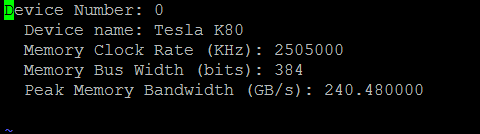 Device Number: 0
  Device name: Tesla K80
  Memory Clock Rate (KHz): 2505000
  Memory Bus Width (bits): 384
  Peak Memory Bandwidth (GB/s): 240.480000
~